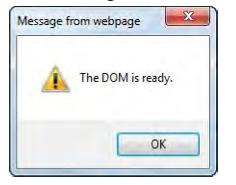 Message from webpage
The DOM is ready.
OK